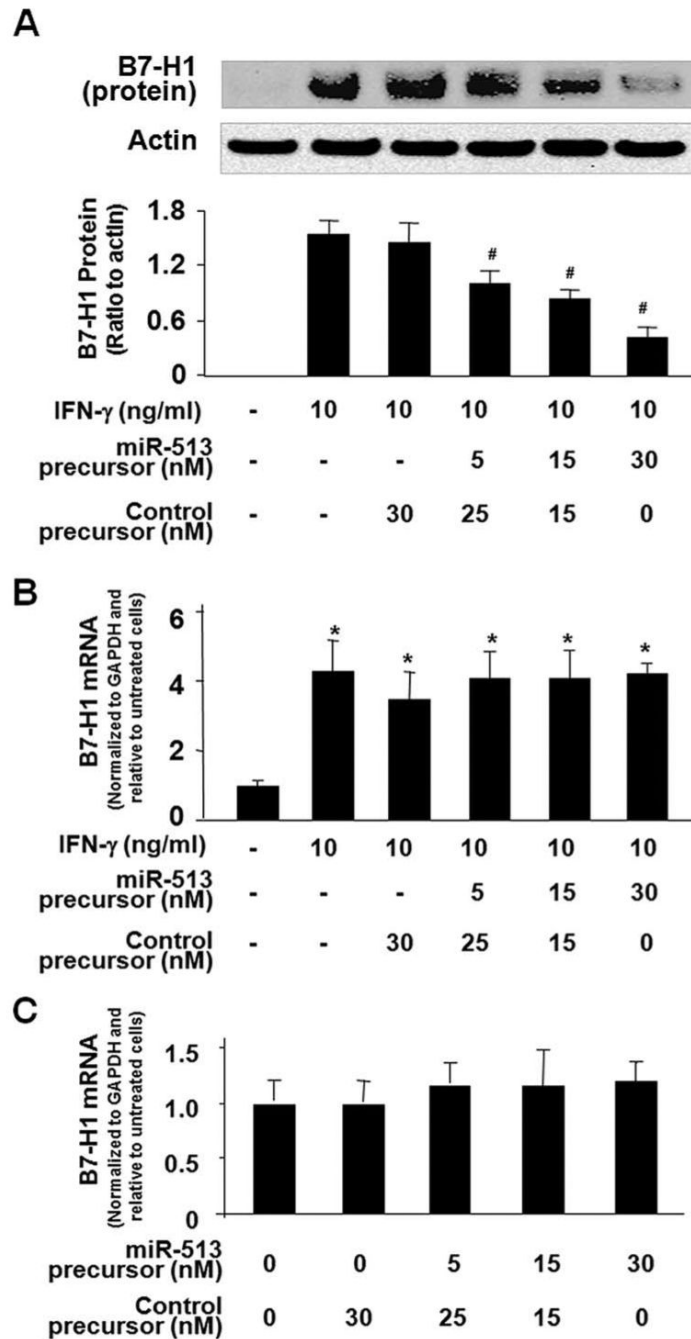 A
B7-H1
(protein)
Actin
B7-H1 Protein
(Ratio to actin)
1.8
1.2
0.6
0
# # #
IFN-γ (ng/ml) - 10 10 10 10 10
miR-513
precursor (nM) - - - 5 15 30
Control
precursor (nM) - - 30 25 15 0
B
B7-H1 mRNA
(Normalized to GAPDH and
relative to untreated cells)
6
4
2
0
* * * * *
IFN-γ (ng/ml) - 10 10 10 10 10
miR-513
precursor (nM) - - - 5 15 30
Control
precursor (nM) - - 30 25 15 0
C
B7-H1 mRNA
(Normalized to GAPDH and
relative to untreated cells)
1.5
1.0
0.5
0
miR-513
precursor (nM) 0 0 5 15 30
Control
precursor (nM) 0 30 25 15 0